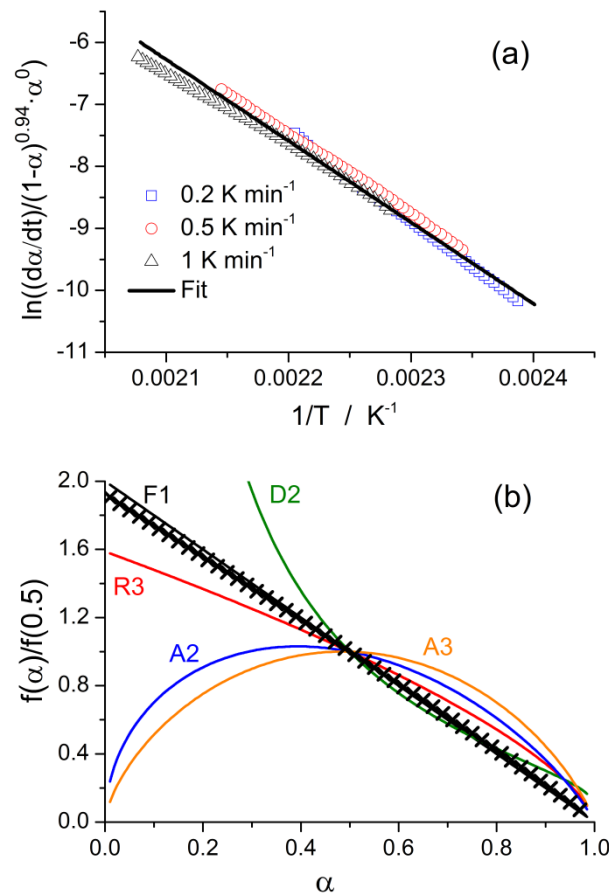 (a)
-6
-7
-8
-9
-10
-11
ln((dα/dt)/(1-α)^0.94·α^0)
0.2 K min⁻¹
0.5 K min⁻¹
1 K min⁻¹
Fit
0.0021 0.0022 0.0023 0.0024
1/T / K⁻¹
(b)
2.0
1.6
1.2
0.8
0.4
0.0
f(α)/f(0.5)
F1
D2
R3
A2
A3
0.0 0.2 0.4 0.6 0.8 1.0
α